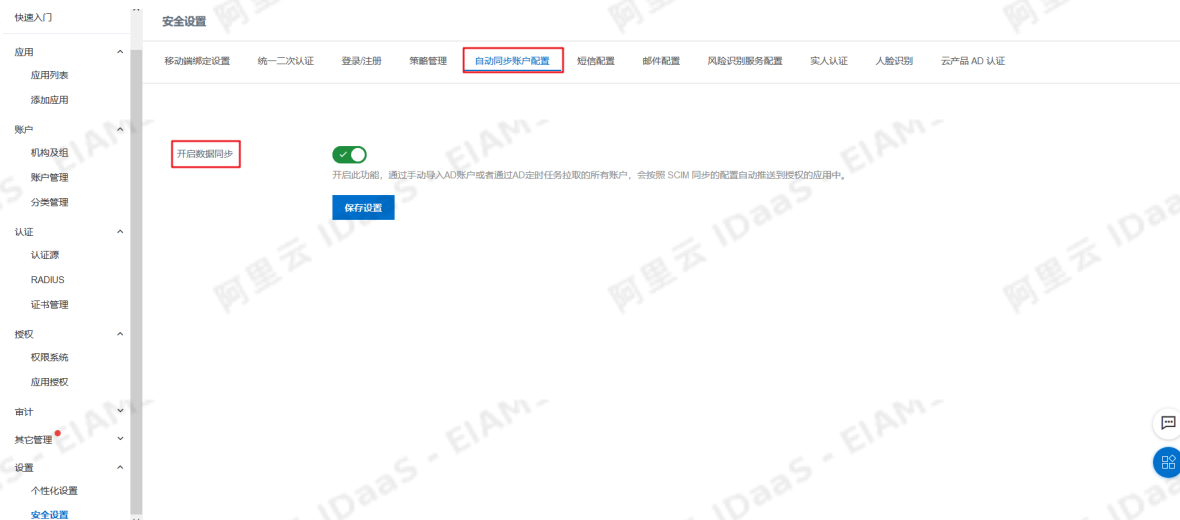 快速入门
应用
应用列表
添加应用
账户
机构及组
账户管理
分类管理
认证
认证源
RADIUS
证书管理
授权
权限系统
应用授权
审计
其它管理
设置
个性化设置
安全设置
安全设置
移动端绑定设置 统一二次认证 登录/注册 策略管理 自动同步账户配置 短信配置 邮件配置 风险识别服务配置 实人认证 人脸识别 云产品 AD 认证
开启数据同步
开启此功能，通过手动导入AD账户或者通过AD定时任务拉取的所有账户，会按照 SCIM 同步的配置自动推送到授权的应用中。
保存设置
阿里云 IDaaS - EIAM